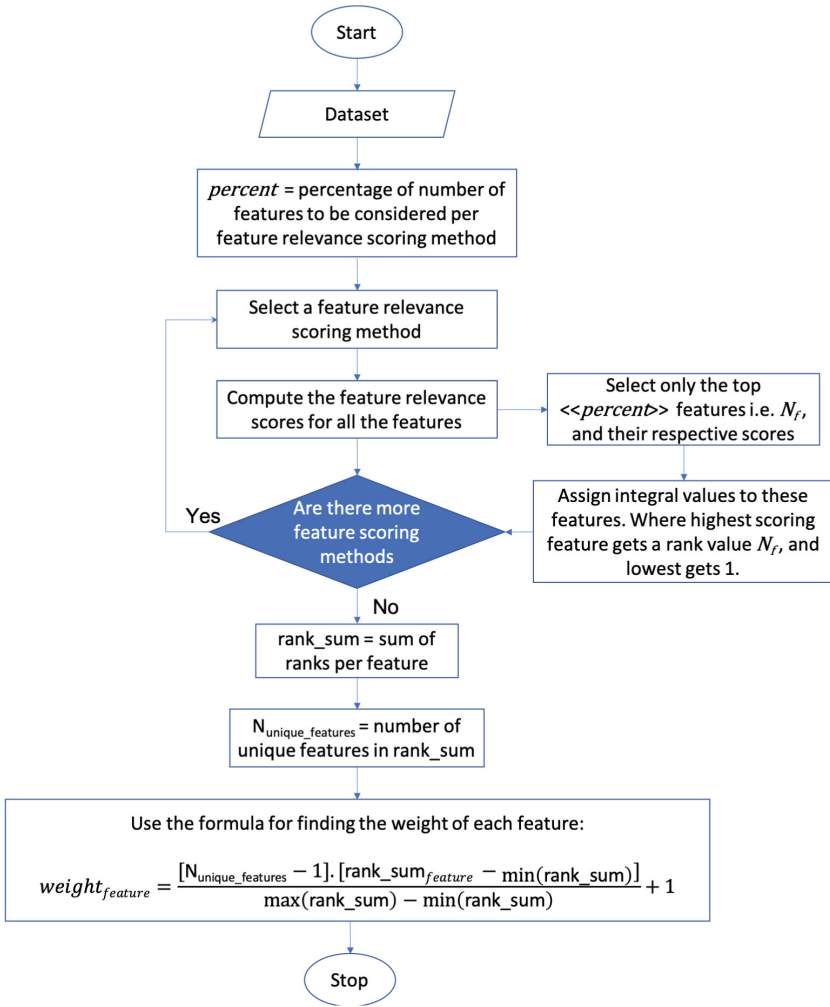 Start
Dataset
percent = percentage of number of
features to be considered per
feature relevance scoring method
Select a feature relevance
scoring method
Compute the feature relevance
scores for all the features
Select only the top
<<percent>> features i.e. N_f,
and their respective scores
Assign integral values to these
features. Where highest scoring
feature gets a rank value N_f, and
lowest gets 1.
Are there more
feature scoring
methods
Yes
No
rank_sum = sum of
ranks per feature
N_unique_features = number of
unique features in rank_sum
Use the formula for finding the weight of each feature:
weight_feature = [N_unique_features − 1]. [rank_sum_feature − min(rank_sum)] / max(rank_sum) − min(rank_sum) + 1
Stop